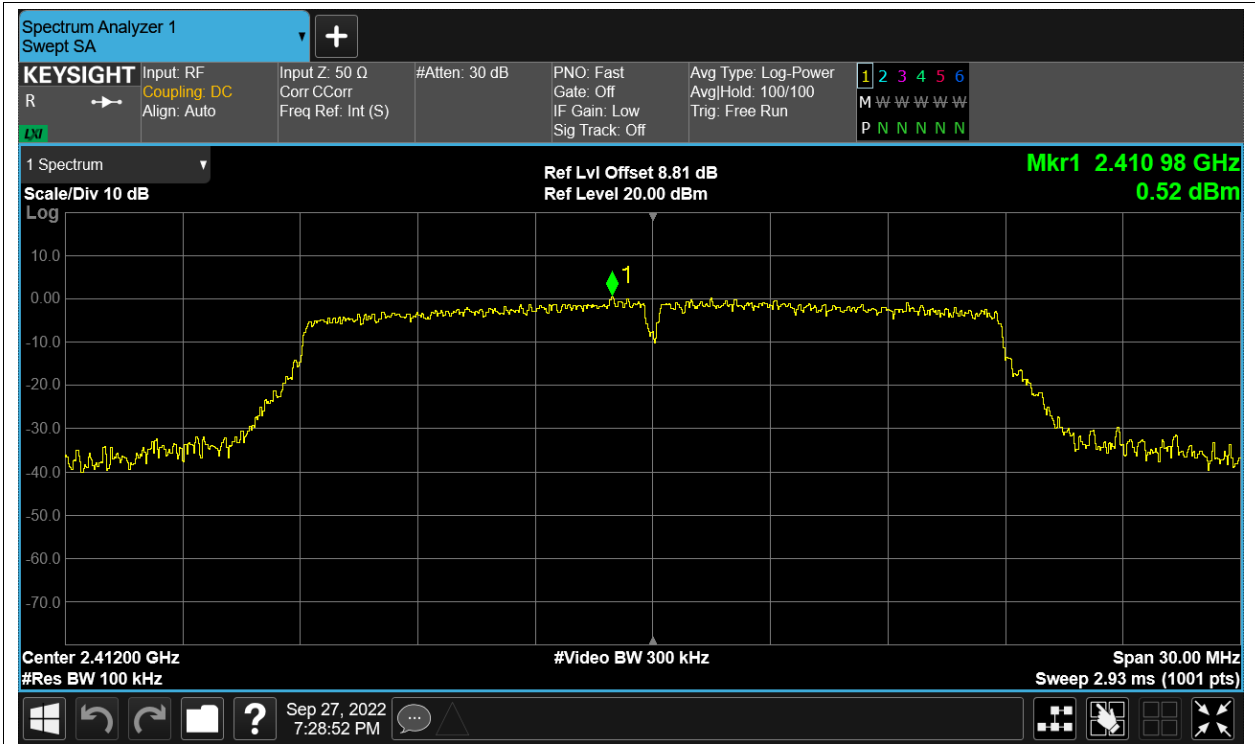 Spectrum Analyzer 1
Swept SA
+
KEYSIGHT
R
LXI
Input: RF
Coupling: DC
Align: Auto
Input Z: 50 Ω
Corr CCorr
Freq Ref: Int (S)
#Atten: 30 dB
PNO: Fast
Gate: Off
IF Gain: Low
Sig Track: Off
Avg Type: Log-Power
Avg|Hold: 100/100
Trig: Free Run
1 2 3 4 5 6
M W W W W W
P N N N N N
1 Spectrum
Scale/Div 10 dB
Log
Ref Lvl Offset 8.81 dB
Ref Level 20.00 dBm
Mkr1 2.410 98 GHz
0.52 dBm
10.0
0.00
-10.0
-20.0
-30.0
-40.0
-50.0
-60.0
-70.0
1
Center 2.41200 GHz
#Res BW 100 kHz
#Video BW 300 kHz
Span 30.00 MHz
Sweep 2.93 ms (1001 pts)
?
Sep 27, 2022
7:28:52 PM